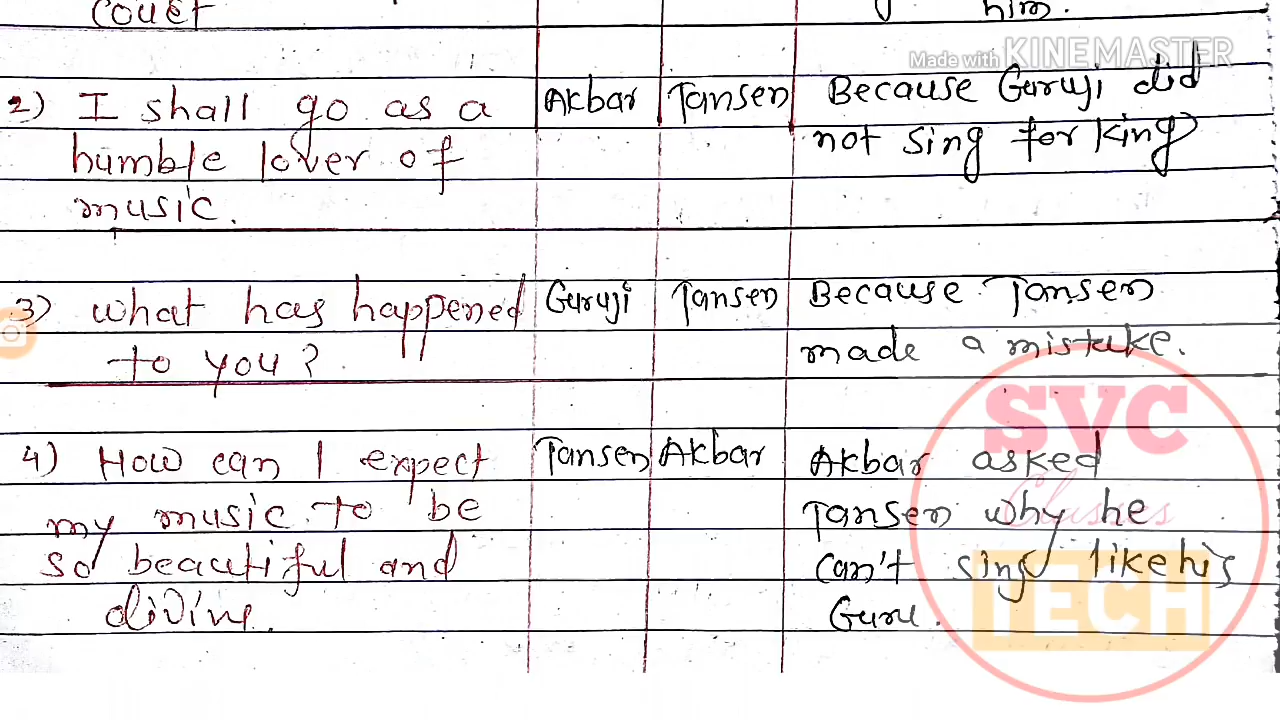 Court him.
Made with KINEMASTER
2) I shall go as a Akbar Tansen Because Guruji did
humble lover of not sing for king
music.
3) what has happened Guruji Tansen Because Tansen
to you? made a mistake.
4) How can I expect Tansen Akbar Akbar asked
my music to be Tansen why he
so beautiful and can't sing like his
divine. Guru.
SVC
Clusses
TECH